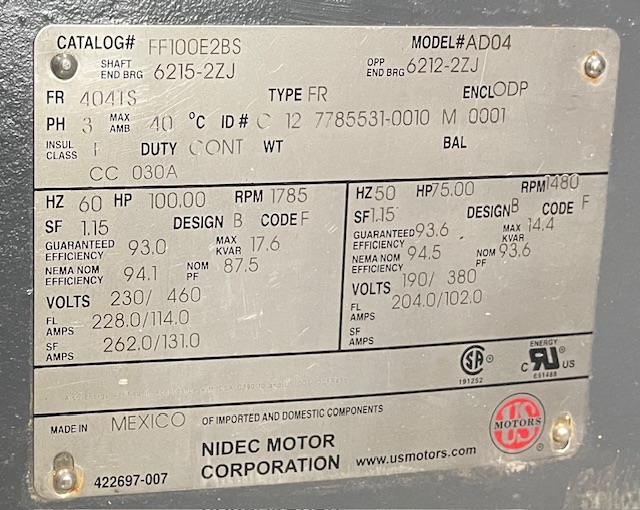 CATALOG# FF100E2BS MODEL# AD04
SHAFT END BRG 6215-2ZJ OPP END BRG 6212-2ZJ
FR 404TS TYPE FR ENCL ODP
PH 3 MAX AMB 40 °C ID # C 12 7785531-0010 M 0001
INSUL CLASS F DUTY CONT WT BAL
CC 030A
HZ 60 HP 100.00 RPM 1785
SF 1.15 DESIGN B CODE F
GUARANTEED EFFICIENCY 93.0 MAX KVAR 17.6
NEMA NOM EFFICIENCY 94.1 NOM PF 87.5
VOLTS 230/ 460
FL AMPS 228.0/114.0
SF AMPS 262.0/131.0
HZ 50 HP 75.00 RPM 1480
SF 1.15 DESIGN B CODE F
GUARANTEED EFFICIENCY 93.6 MAX KVAR 14.4
NEMA NOM EFFICIENCY 94.5 NOM PF 93.6
VOLTS 190/ 380
FL AMPS 204.0/102.0
SF AMPS
SA ®
191252
ENERGY
C RU ® US
E51488
MADE IN MEXICO OF IMPORTED AND DOMESTIC COMPONENTS
NIDEC MOTOR
CORPORATION www.usmotors.com
US MOTORS ®
422697-007